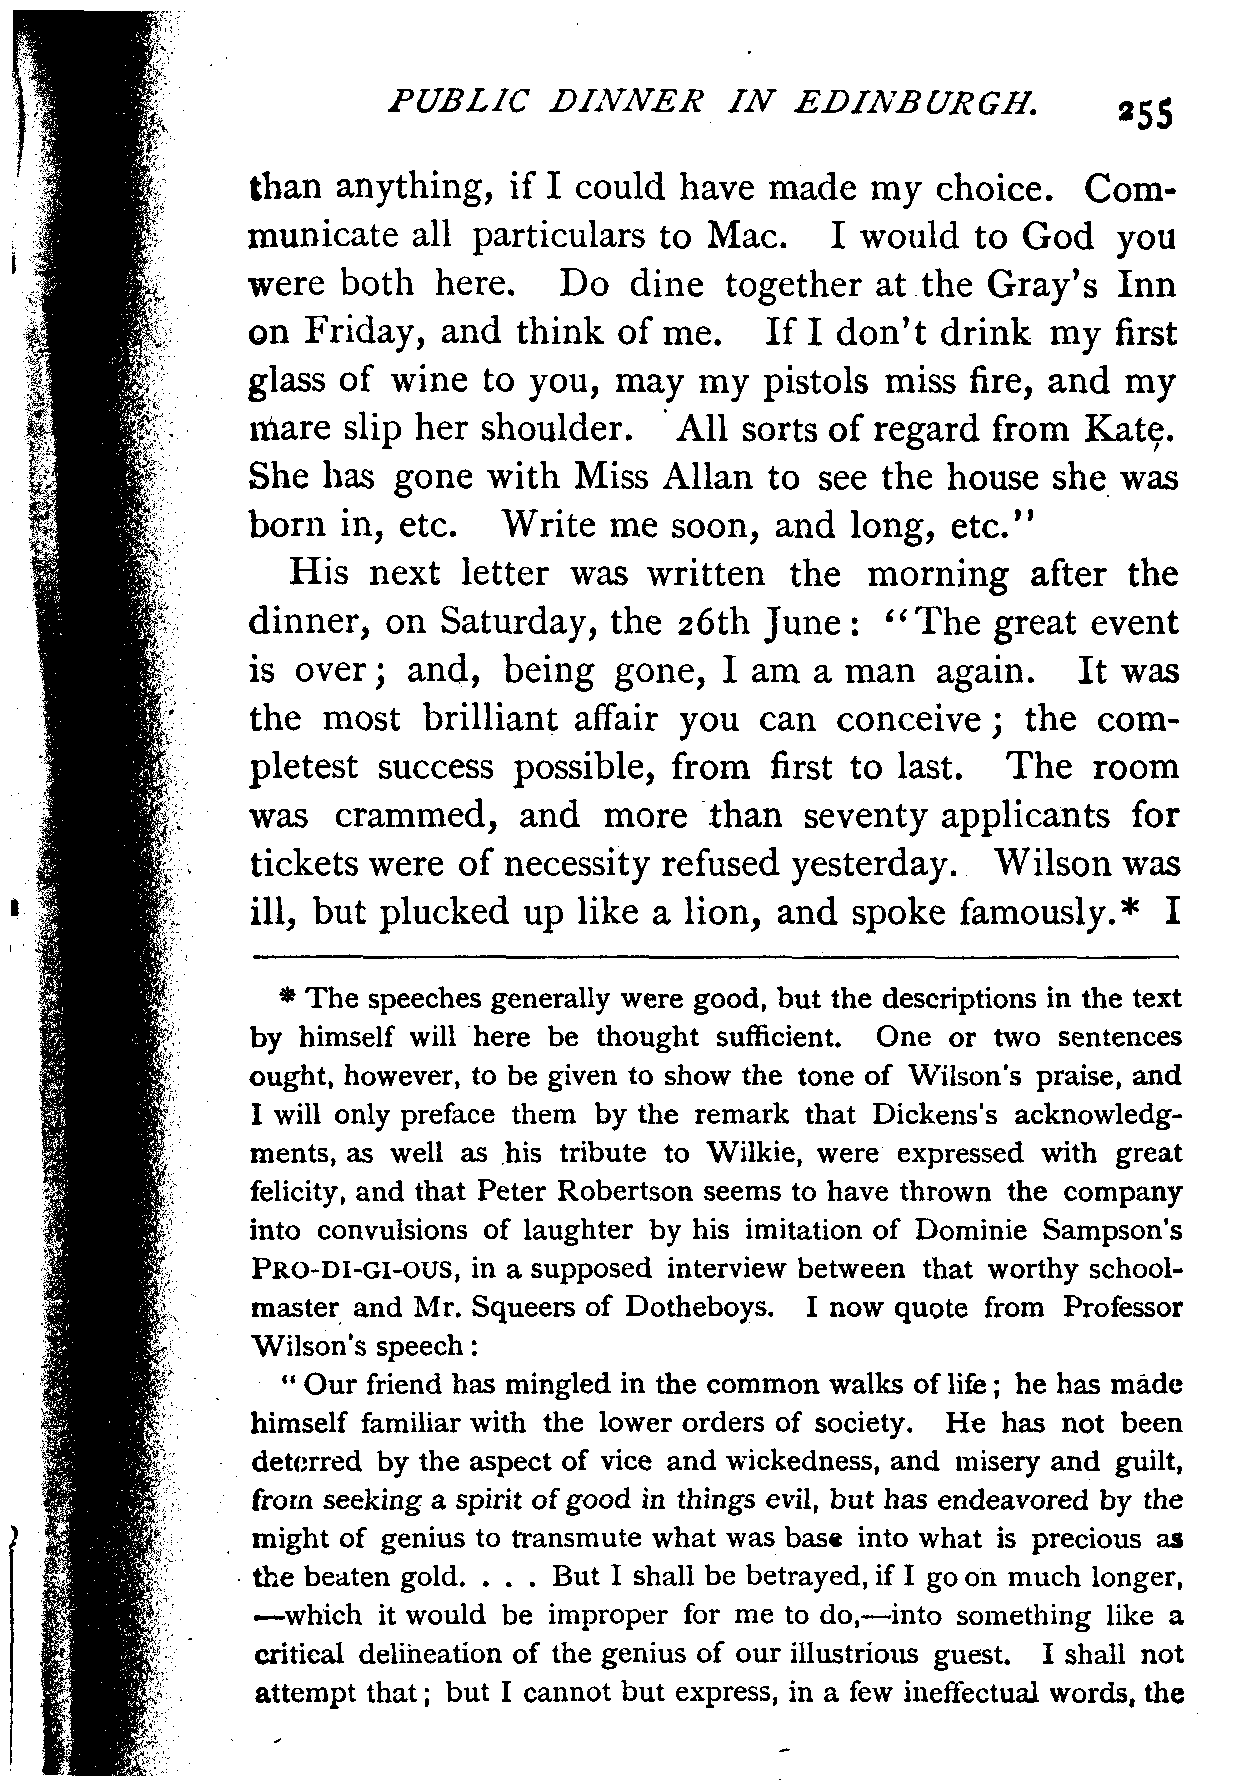 PUBLIC DINNER IN EDINBURGH. 255
than anything, if I could have made my choice. Com-
municate all particulars to Mac. I would to God you
were both here. Do dine together at the Gray's Inn
on Friday, and think of me. If I don't drink my first
glass of wine to you, may my pistols miss fire, and my
mare slip her shoulder. All sorts of regard from Kate.
She has gone with Miss Allan to see the house she was
born in, etc. Write me soon, and long, etc."
His next letter was written the morning after the
dinner, on Saturday, the 26th June: "The great event
is over; and, being gone, I am a man again. It was
the most brilliant affair you can conceive; the com-
pletest success possible, from first to last. The room
was crammed, and more than seventy applicants for
tickets were of necessity refused yesterday. Wilson was
ill, but plucked up like a lion, and spoke famously.* I
* The speeches generally were good, but the descriptions in the text
by himself will here be thought sufficient. One or two sentences
ought, however, to be given to show the tone of Wilson's praise, and
I will only preface them by the remark that Dickens's acknowledg-
ments, as well as his tribute to Wilkie, were expressed with great
felicity, and that Peter Robertson seems to have thrown the company
into convulsions of laughter by his imitation of Dominie Sampson's
PRO-DI-GI-OUS, in a supposed interview between that worthy school-
master and Mr. Squeers of Dotheboys. I now quote from Professor
Wilson's speech:
"Our friend has mingled in the common walks of life; he has made
himself familiar with the lower orders of society. He has not been
deterred by the aspect of vice and wickedness, and misery and guilt,
from seeking a spirit of good in things evil, but has endeavored by the
might of genius to transmute what was base into what is precious as
the beaten gold. . . . But I shall be betrayed, if I go on much longer,
—which it would be improper for me to do,—into something like a
critical delineation of the genius of our illustrious guest. I shall not
attempt that; but I cannot but express, in a few ineffectual words, the